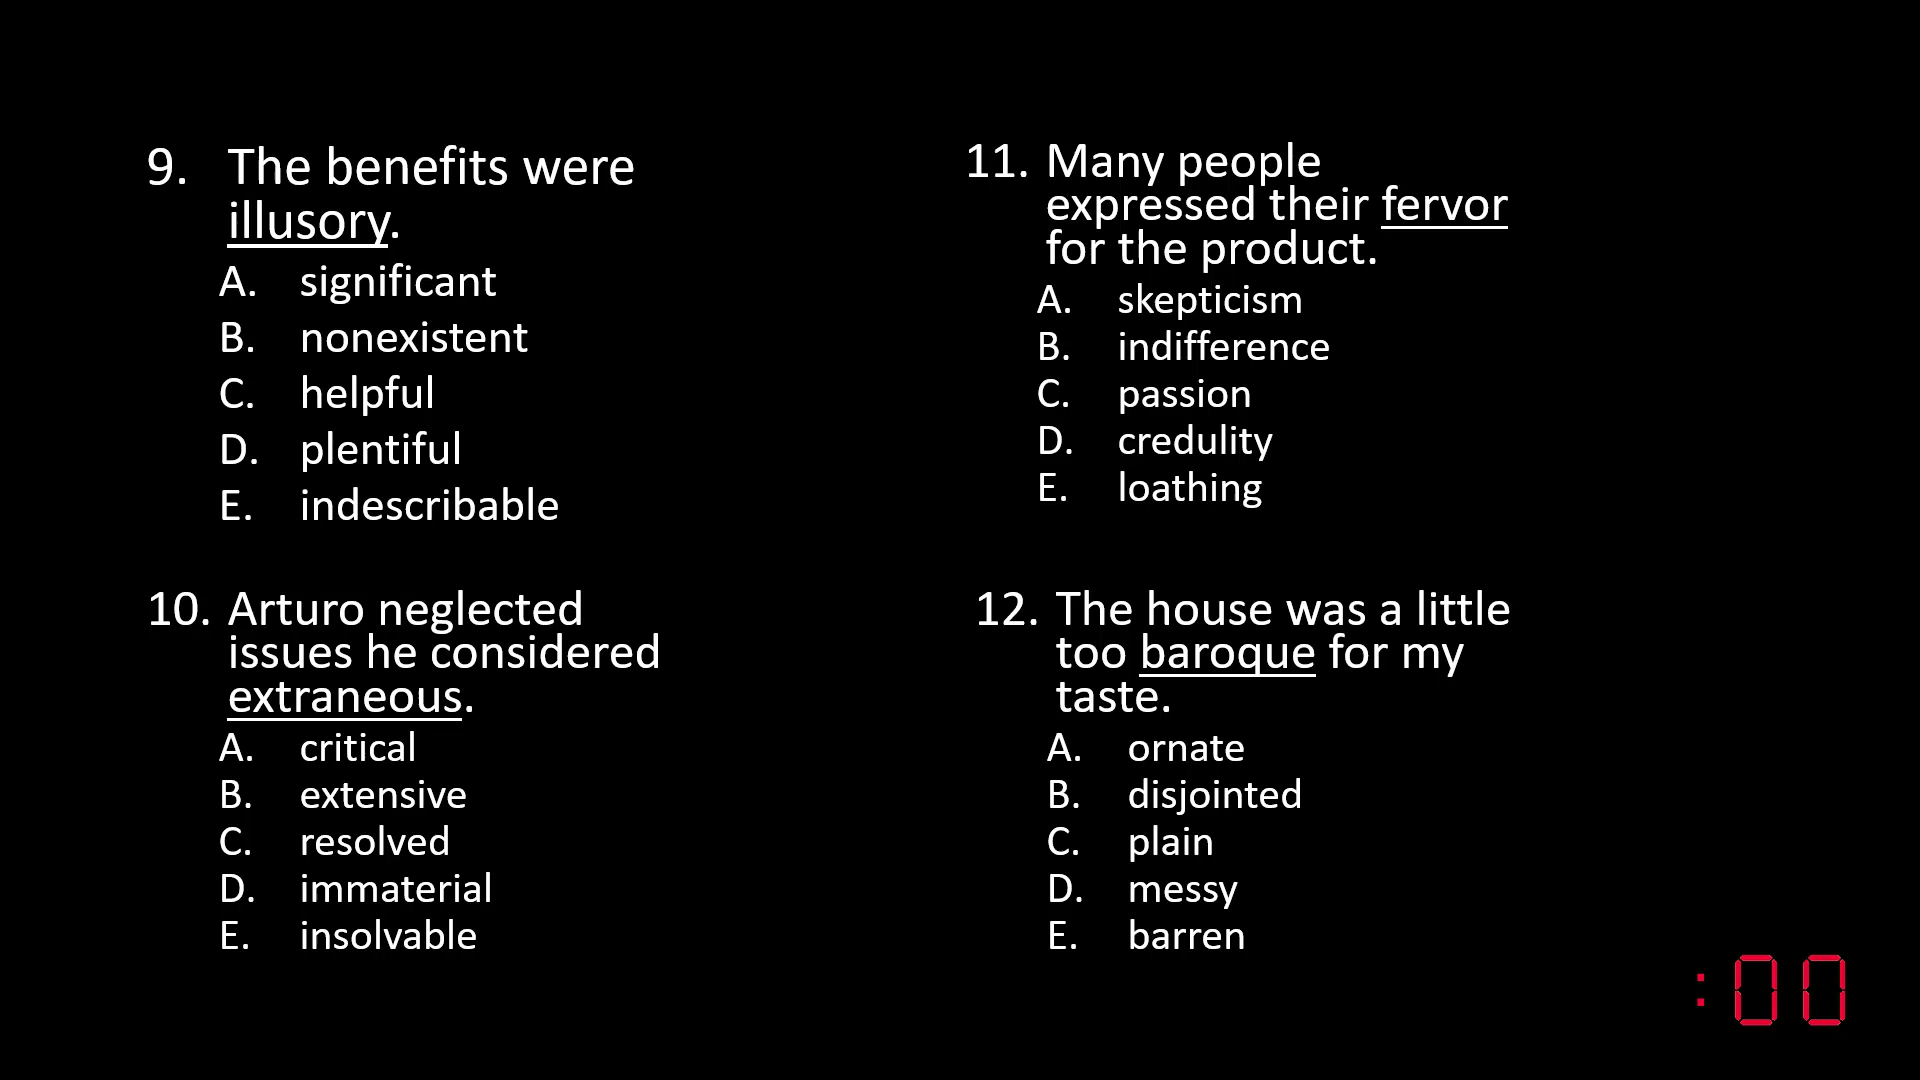 9. The benefits were
illusory.
A. significant
B. nonexistent
C. helpful
D. plentiful
E. indescribable
10. Arturo neglected
issues he considered
extraneous.
A. critical
B. extensive
C. resolved
D. immaterial
E. insolvable
11. Many people
expressed their fervor
for the product.
A. skepticism
B. indifference
C. passion
D. credulity
E. loathing
12. The house was a little
too baroque for my
taste.
A. ornate
B. disjointed
C. plain
D. messy
E. barren
:00